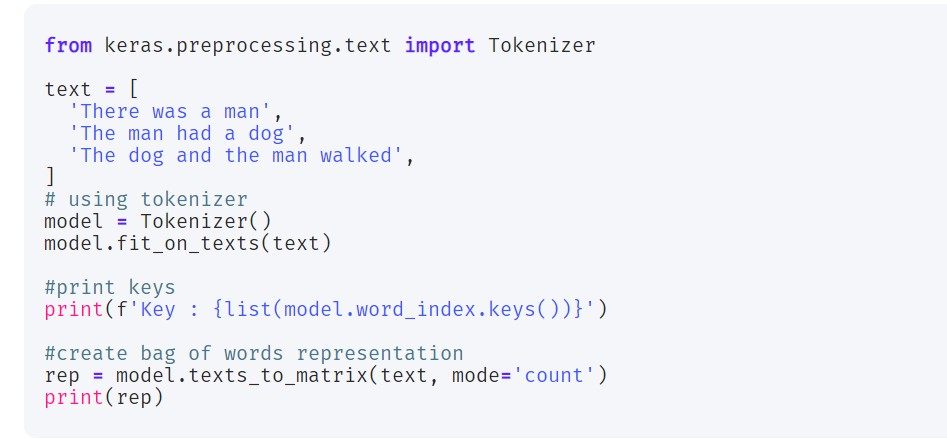 from keras.preprocessing.text import Tokenizer

text = [
  'There was a man',
  'The man had a dog',
  'The dog and the man walked',
]
# using tokenizer
model = Tokenizer()
model.fit_on_texts(text)

#print keys
print(f'Key : {list(model.word_index.keys())}')

#create bag of words representation
rep = model.texts_to_matrix(text, mode='count')
print(rep)